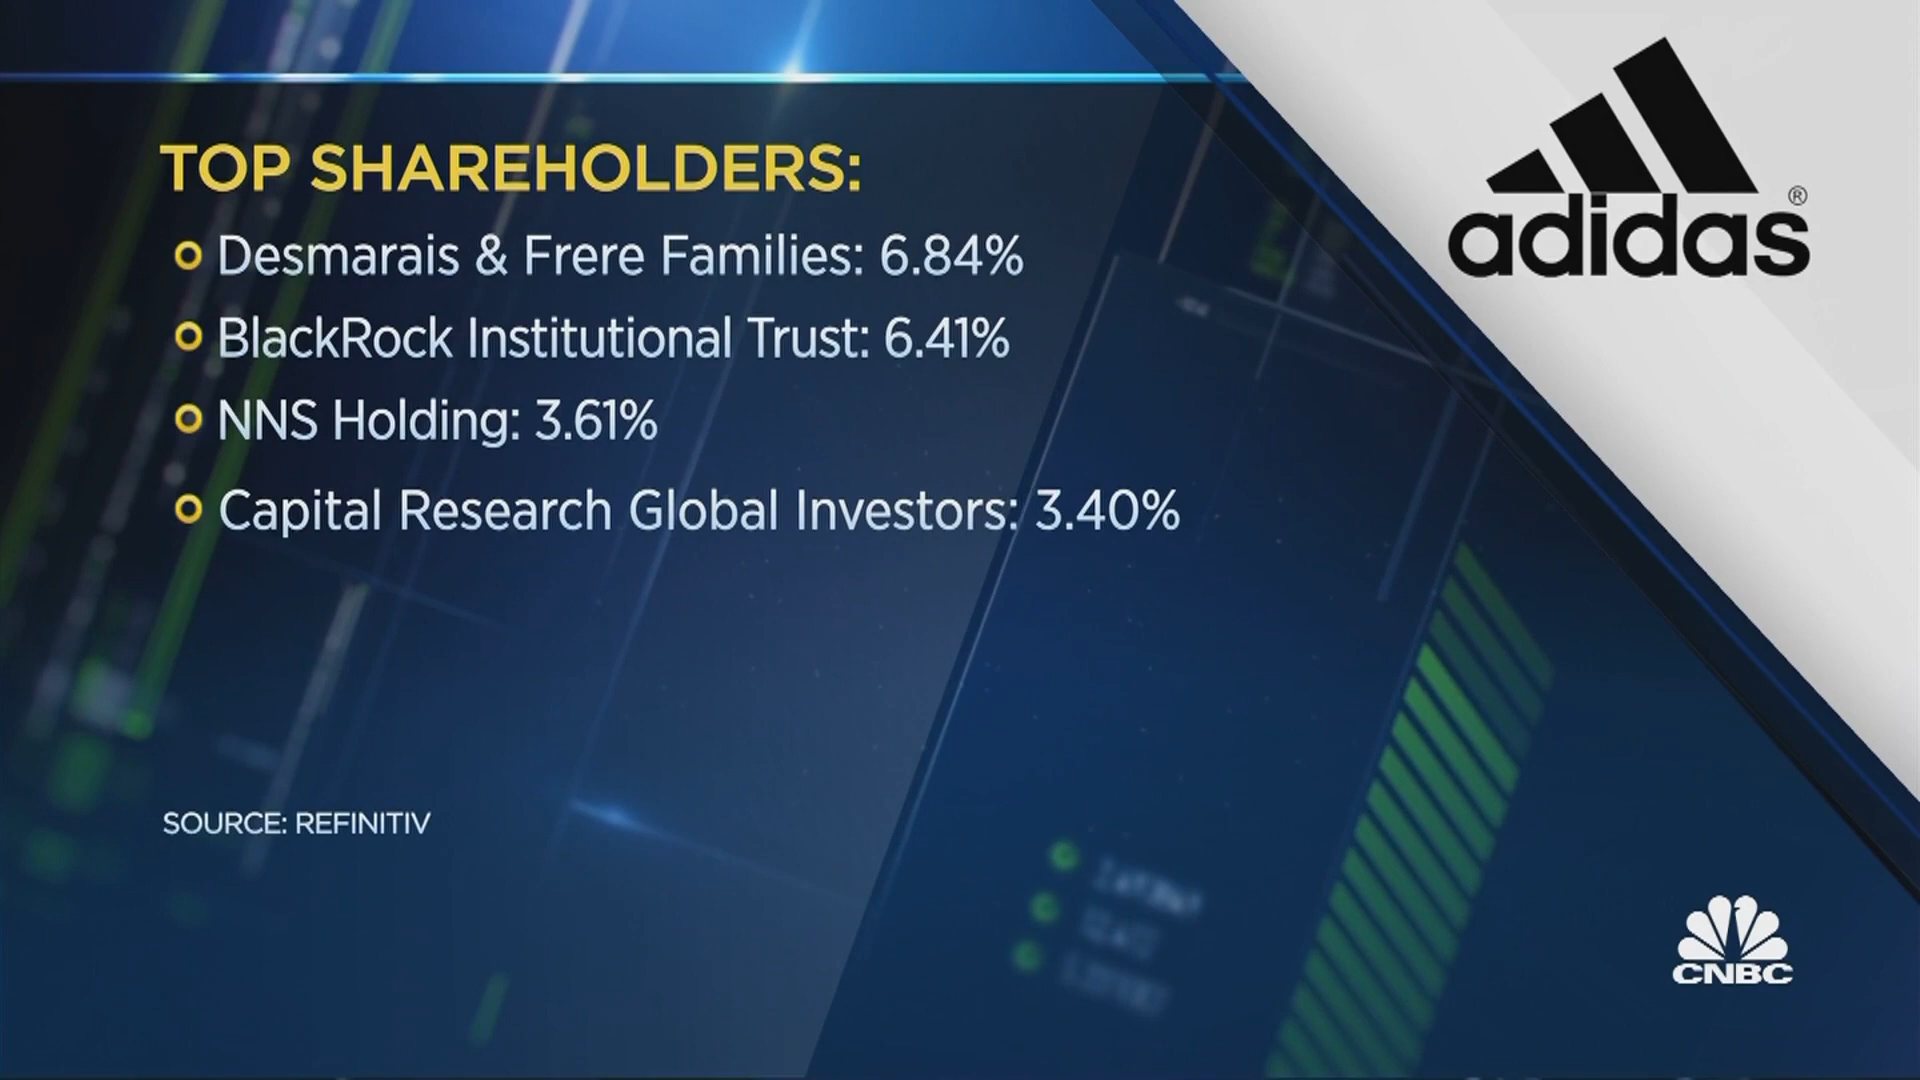 TOP SHAREHOLDERS:
Desmarais & Frere Families: 6.84%
BlackRock Institutional Trust: 6.41%
NNS Holding: 3.61%
Capital Research Global Investors: 3.40%
SOURCE: REFINITIV
adidas®
CNBC